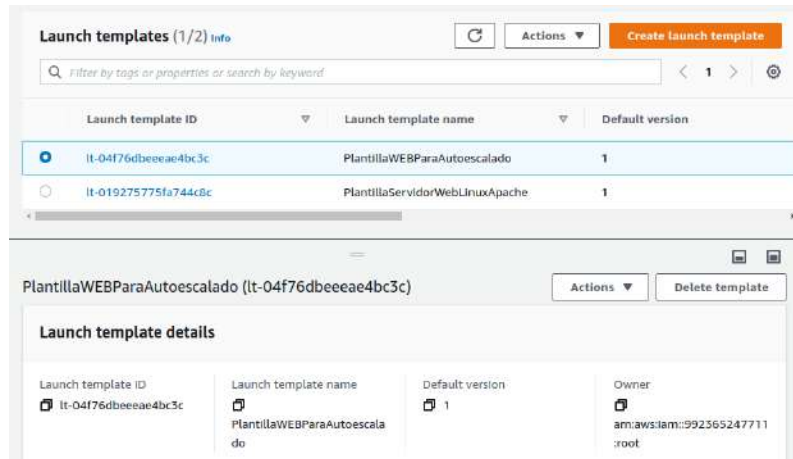 Launch templates (1/2) Info
Actions ▼
Create launch template
Filter by tags or properties or search by keyword
< 1 >
Launch template ID
Launch template name
Default version
lt-04f76dbeeeae4bc3c
PlantillaWEBParaAutoescalado
1
lt-019275775fa744c8c
PlantillaServidorWebLinuxApache
1
PlantillaWEBParaAutoescalado (lt-04f76dbeeeae4bc3c)
Actions ▼
Delete template
Launch template details
Launch template ID
lt-04f76dbeeeae4bc3c
Launch template name
PlantillaWEBParaAutoescala
do
Default version
1
Owner
arn:aws:iam::992365247711
:root